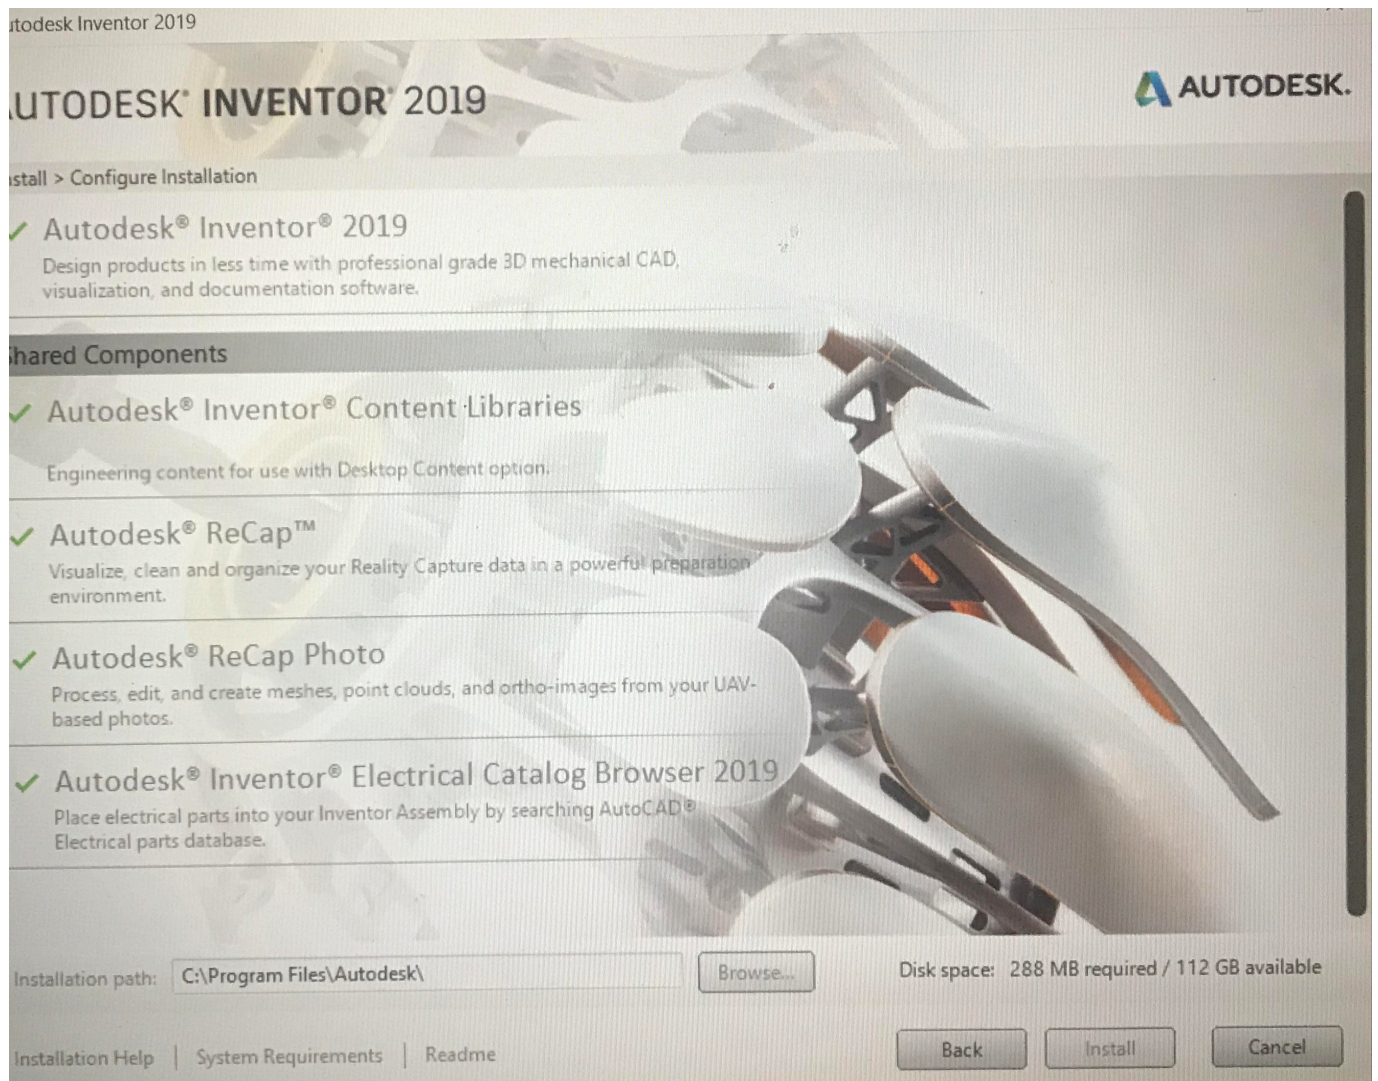 utodesk Inventor 2019
UTODESK® INVENTOR® 2019
AUTODESK.
stall > Configure Installation
Autodesk® Inventor® 2019
Design products in less time with professional grade 3D mechanical CAD,
visualization, and documentation software.
Shared Components
Autodesk® Inventor® Content Libraries
Engineering content for use with Desktop Content option.
Autodesk® ReCap™
Visualize, clean and organize your Reality Capture data in a powerful preparation
environment.
Autodesk® ReCap Photo
Process, edit, and create meshes, point clouds, and ortho-images from your UAV-
based photos.
Autodesk® Inventor® Electrical Catalog Browser 2019
Place electrical parts into your Inventor Assembly by searching AutoCAD®
Electrical parts database.
Installation path: C:\Program Files\Autodesk\ Browse... Disk space: 288 MB required / 112 GB available
Installation Help | System Requirements | Readme Back Install Cancel